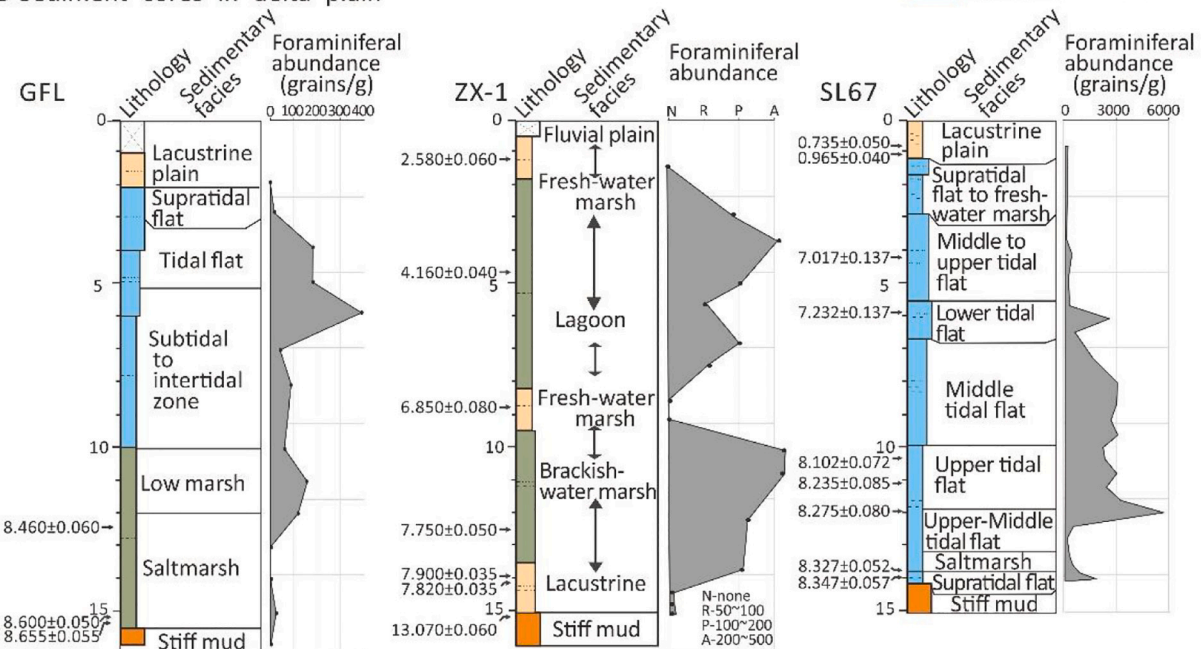 sediment cores in delta plain
GFL
Lithology
Sedimentary
facies
Foraminiferal
abundance
(grains/g)
0 100 200 300 400
0
5
10
15
Lacustrine
plain
Supratidal
flat
Tidal flat
Subtidal
to
intertidal
zone
Low marsh
Saltmarsh
Stiff mud
8.460±0.060
8.600±0.050
8.655±0.055
ZX-1
Lithology
Sedimentary
facies
Foraminiferal
abundance
N R P A
0
5
10
15
Fluvial plain
Fresh-water
marsh
Lagoon
Fresh-water
marsh
Brackish-
water marsh
Lacustrine
Stiff mud
2.580±0.060
4.160±0.040
6.850±0.080
7.750±0.050
7.900±0.035
7.820±0.035
13.070±0.060
N-none
R-50~100
P-100~200
A-200~500
SL67
Lithology
Sedimentary
facies
Foraminiferal
abundance
(grains/g)
0 3000 6000
0
5
10
15
Lacustrine
plain
Supratidal
flat to fresh-
water marsh
Middle to
upper tidal
flat
Lower tidal
flat
Middle
tidal flat
Upper tidal
flat
Upper-Middle
tidal flat
Saltmarsh
Supratidal flat
Stiff mud
0.735±0.050
0.965±0.040
7.017±0.137
7.232±0.137
8.102±0.072
8.235±0.085
8.275±0.080
8.327±0.052
8.347±0.057